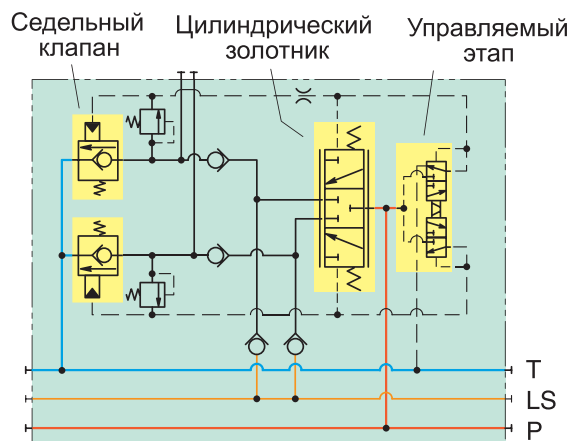 Седельный
клапан
Цилиндрический
золотник
Управляемый
этап
T
LS
P